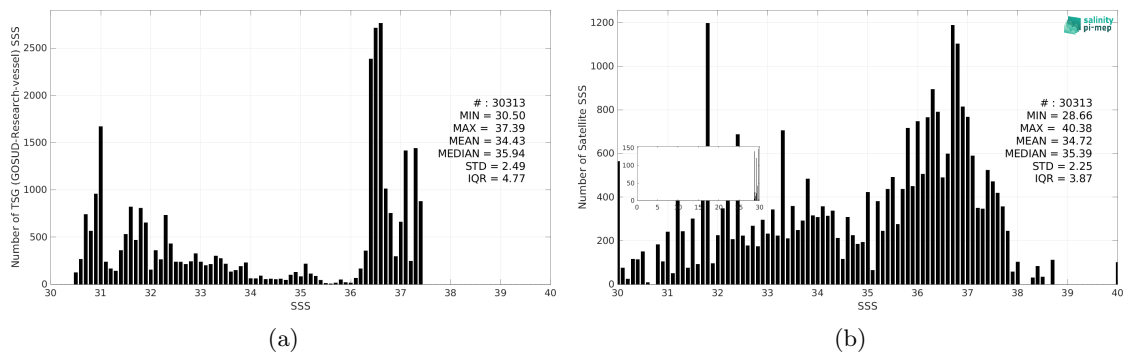 Number of TSG (GOSUD-Research-vessel) SSS
2500
2000
1500
1000
500
0
# : 30313
MIN = 30.50
MAX = 37.39
MEAN = 34.43
MEDIAN = 35.94
STD = 2.49
IQR = 4.77
30 31 32 33 34 35 36 37 38 39 40
SSS
(a)
Number of Satellite SSS
1200
1000
800
600
400
200
0
salinity
pi-mep
# : 30313
MIN = 28.66
MAX = 40.38
MEAN = 34.72
MEDIAN = 35.39
STD = 2.25
IQR = 3.87
150
100
50
0
0 5 10 15 20 25 30
30 31 32 33 34 35 36 37 38 39 40
SSS
(b)